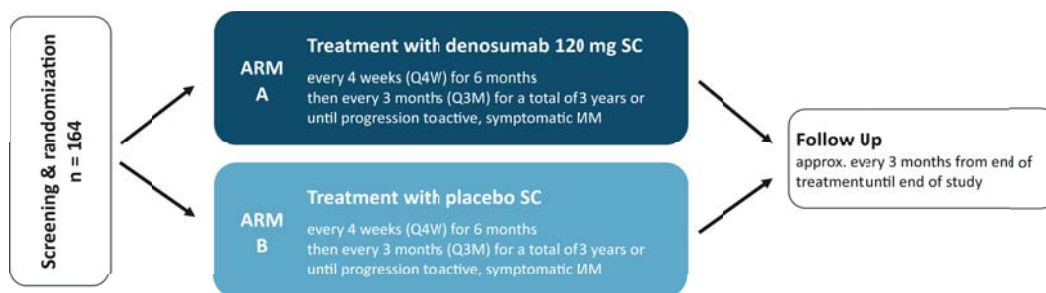 Screening & randomization
n = 164
ARM
A
Treatment with denosumab 120 mg SC
every 4 weeks (Q4W) for 6 months
then every 3 months (Q3M) for a total of 3 years or
until progression to active, symptomatic MM
ARM
B
Treatment with placebo SC
every 4 weeks (Q4W) for 6 months
then every 3 months (Q3M) for a total of 3 years or
until progression to active, symptomatic MM
Follow Up
approx. every 3 months from end of
treatment until end of study